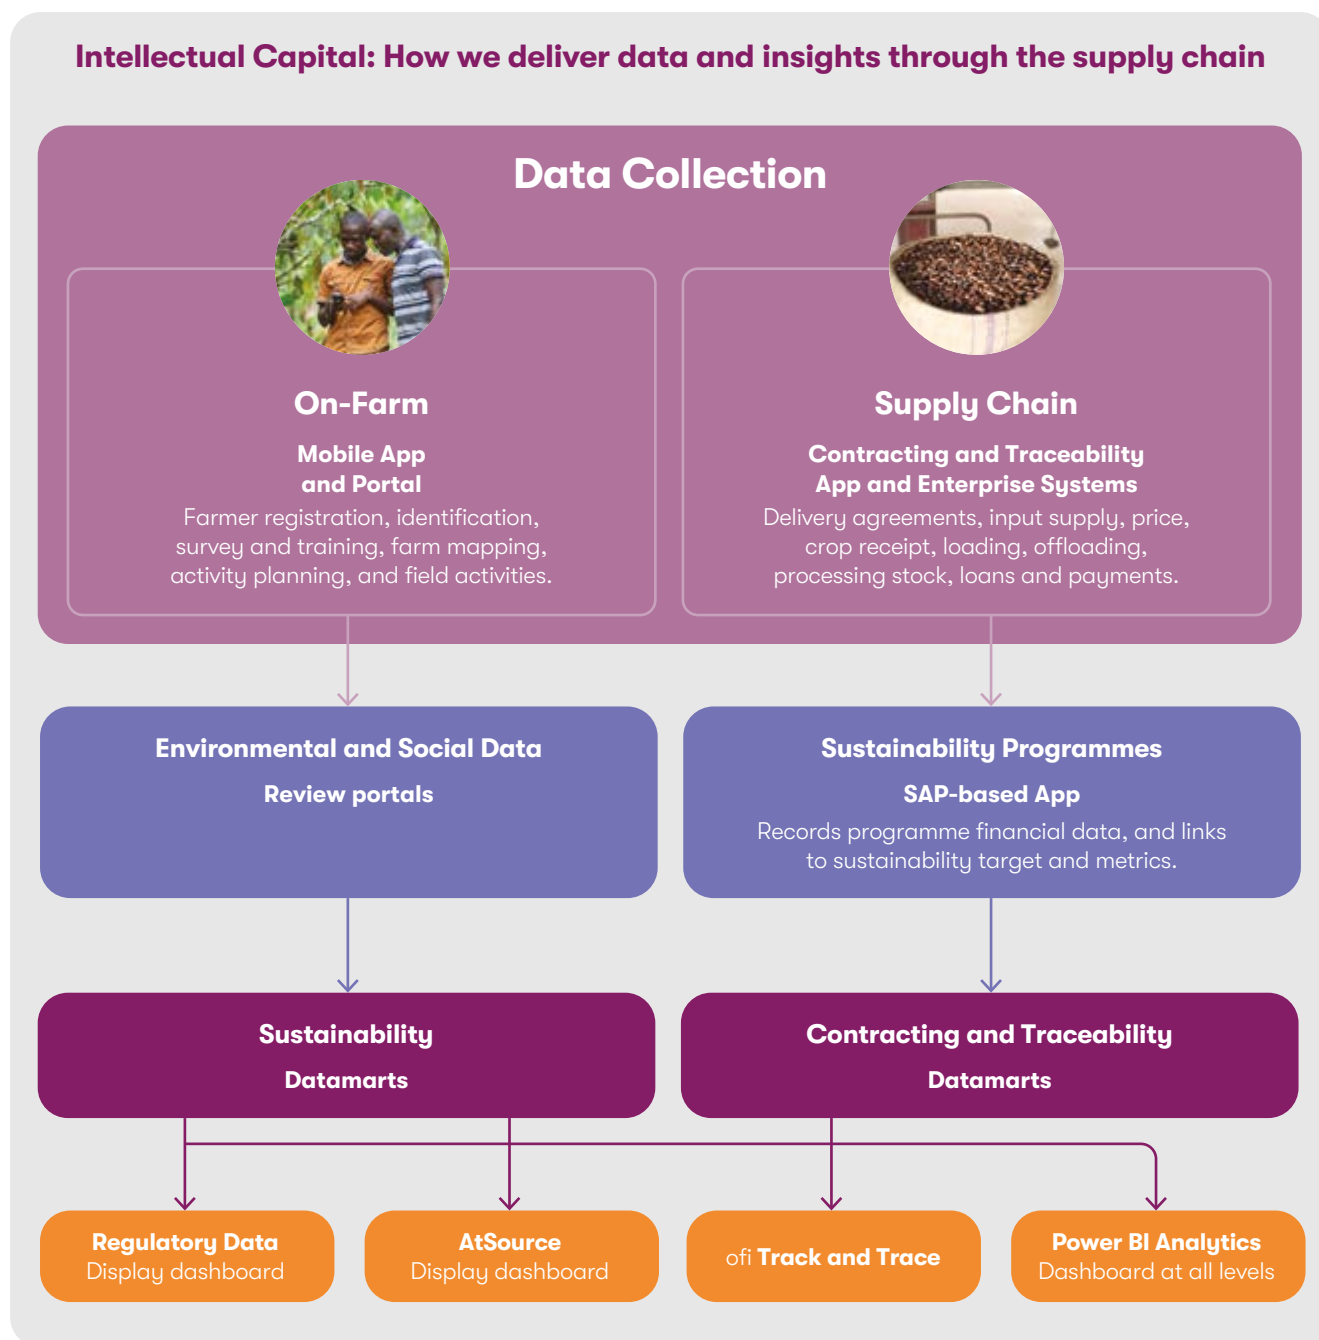 Intellectual Capital: How we deliver data and insights through the supply chain
Data Collection
On-Farm
Mobile App
and Portal
Farmer registration, identification,
survey and training, farm mapping,
activity planning, and field activities.
Supply Chain
Contracting and Traceability
App and Enterprise Systems
Delivery agreements, input supply, price,
crop receipt, loading, offloading,
processing stock, loans and payments.
Environmental and Social Data
Review portals
Sustainability Programmes
SAP-based App
Records programme financial data, and links
to sustainability target and metrics.
Sustainability
Datamarts
Contracting and Traceability
Datamarts
Regulatory Data
Display dashboard
AtSource
Display dashboard
ofi Track and Trace
Power BI Analytics
Dashboard at all levels